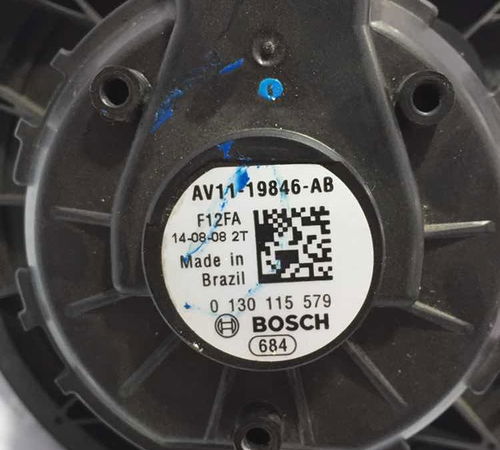 AV11-19846-AB
F12FA
14-08-08 2T
Made in
Brazil
0 130 115 579
BOSCH
684